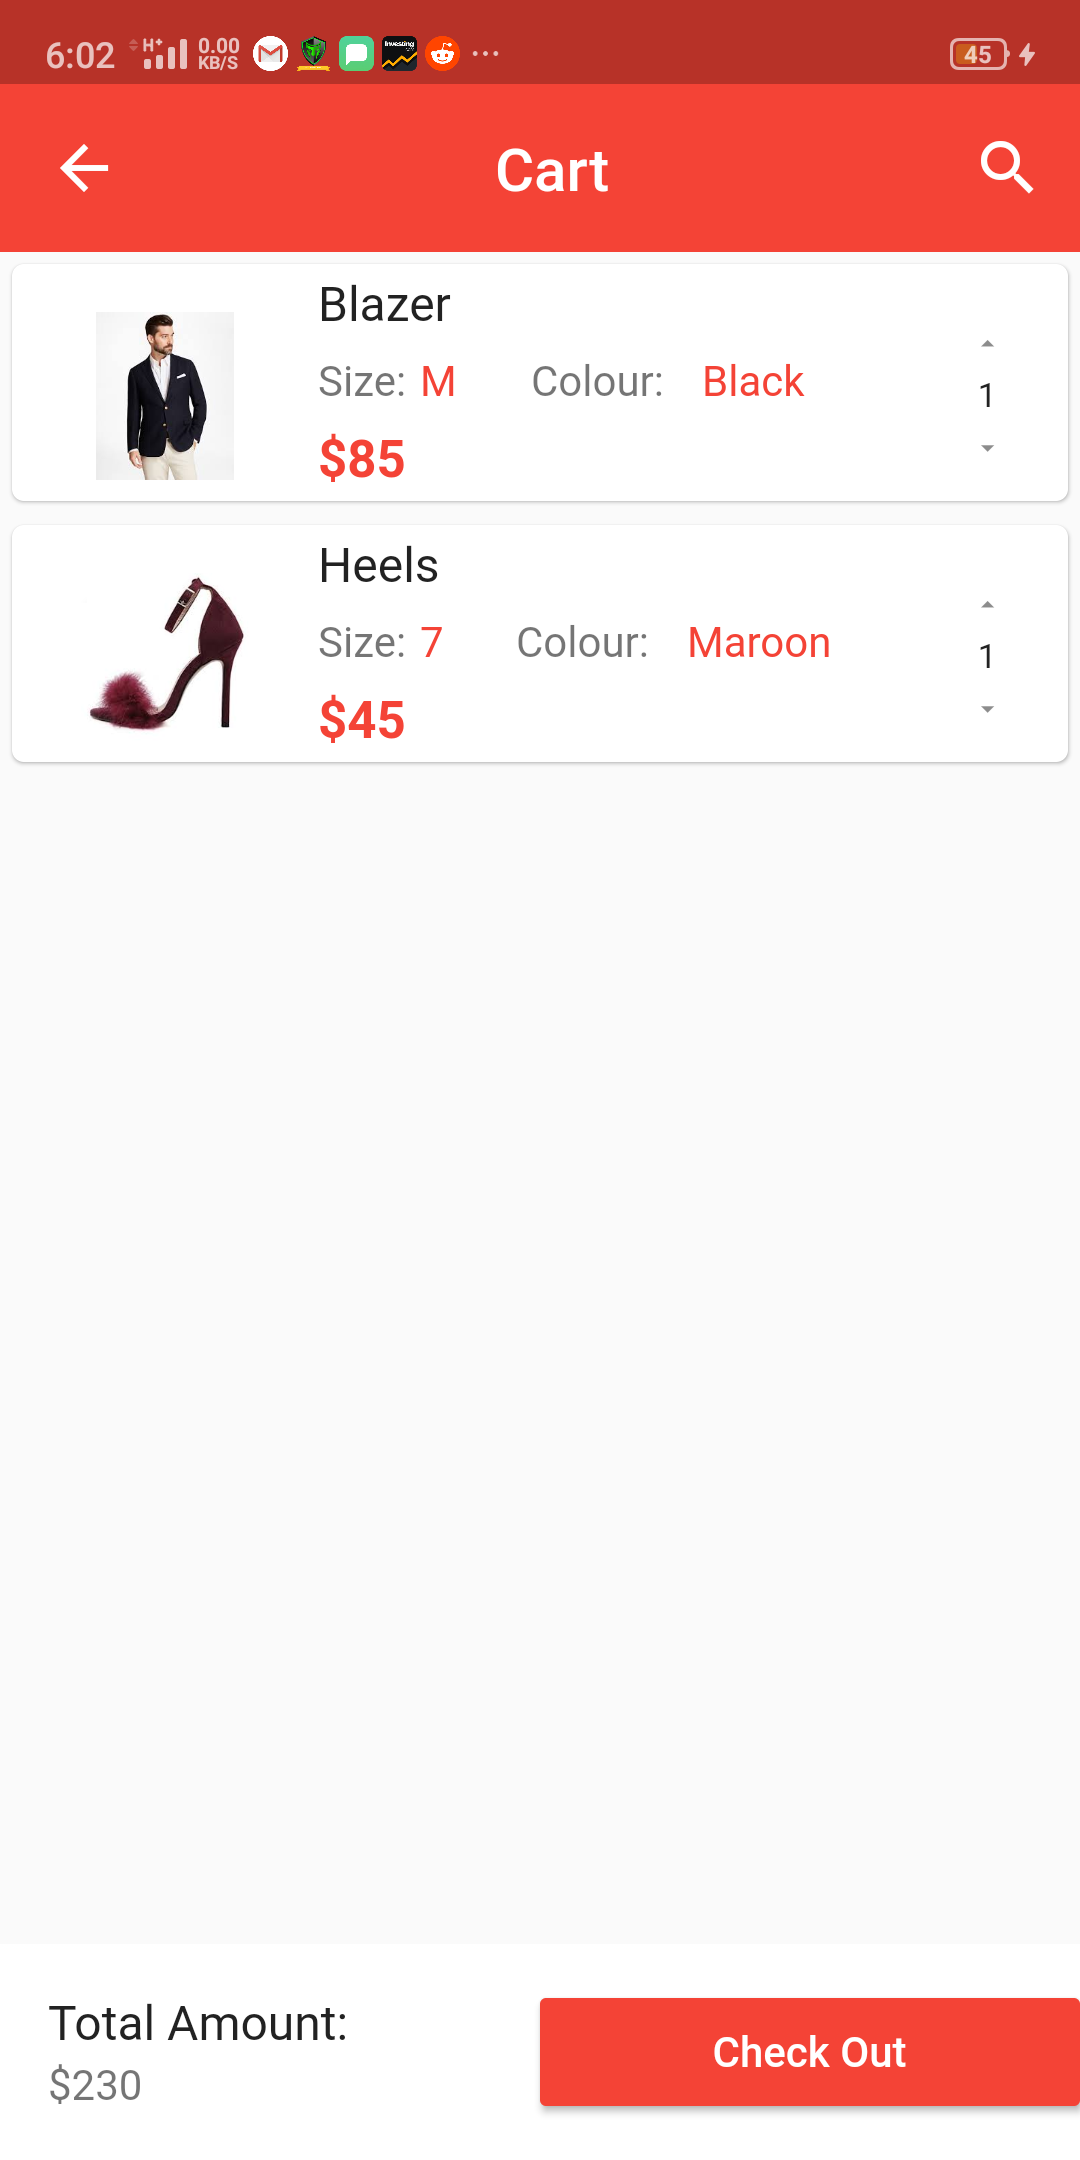 6:02 H+ 0.00 KB/S Investing 45
Cart
Blazer
Size: M Colour: Black
1
$85
Heels
Size: 7 Colour: Maroon
1
$45
Total Amount:
$230
Check Out